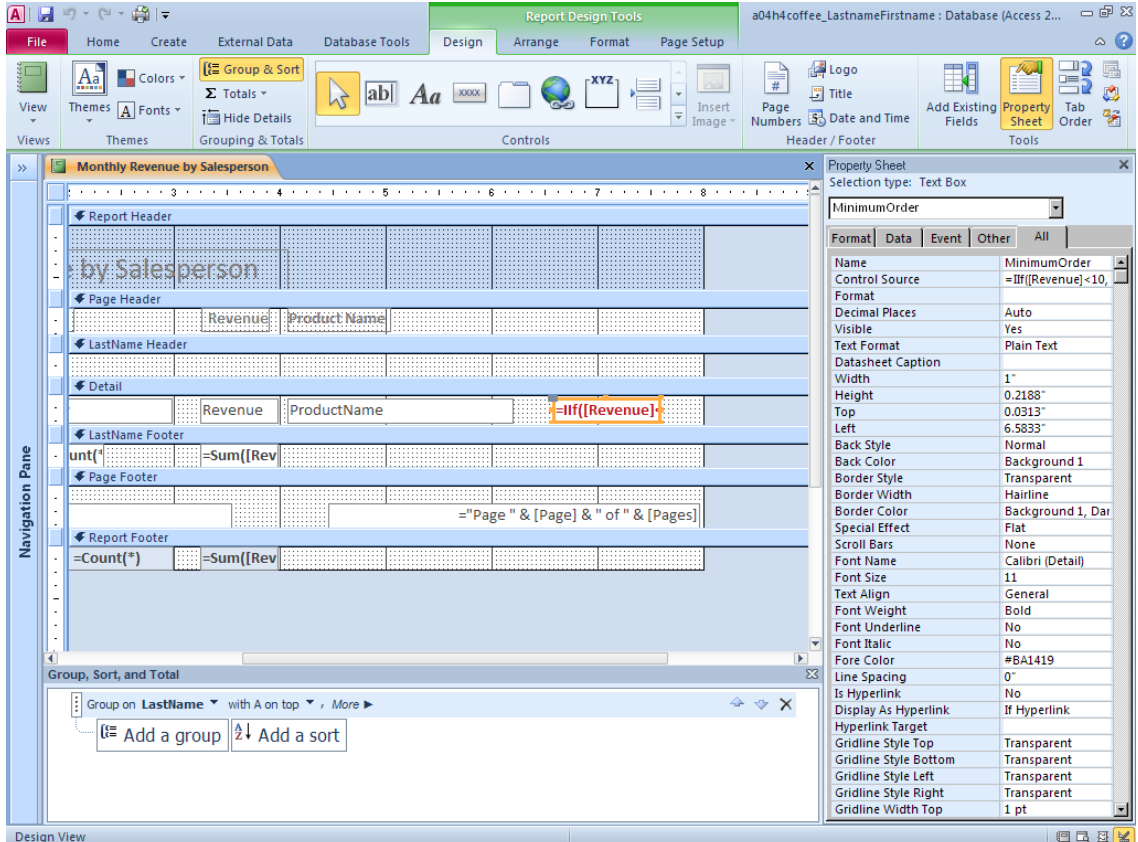 Report Design Tools
a04h4coffee_LastnameFirstname : Database (Access 2...
File Home Create External Data Database Tools Design Arrange Format Page Setup
View
Views
Themes
Colors
Fonts
Themes
Group & Sort
Σ Totals
Hide Details
Grouping & Totals
ab|
Aa
xxxx
XYZ
Insert Image
Controls
Page Numbers
Logo
Title
Date and Time
Header / Footer
Add Existing Fields
Property Sheet
Tab Order
Tools
»
Navigation Pane
Monthly Revenue by Salesperson
3 4 5 6 7 8
Report Header
by Salesperson
Page Header
Revenue Product Name
LastName Header
Detail
Revenue ProductName =IIf([Revenue]<
LastName Footer
unt(* =Sum([Rev
Page Footer
="Page " & [Page] & " of " & [Pages]
Report Footer
=Count(*) =Sum([Rev
Group, Sort, and Total
Group on LastName with A on top , More
Add a group Add a sort
Property Sheet
Selection type: Text Box
MinimumOrder
Format Data Event Other All
Name MinimumOrder
Control Source =IIf([Revenue]<10,
Format
Decimal Places Auto
Visible Yes
Text Format Plain Text
Datasheet Caption
Width 1"
Height 0.2188"
Top 0.0313"
Left 6.5833"
Back Style Normal
Back Color Background 1
Border Style Transparent
Border Width Hairline
Border Color Background 1, Dar
Special Effect Flat
Scroll Bars None
Font Name Calibri (Detail)
Font Size 11
Text Align General
Font Weight Bold
Font Underline No
Font Italic No
Fore Color #BA1419
Line Spacing 0"
Is Hyperlink No
Display As Hyperlink If Hyperlink
Hyperlink Target
Gridline Style Top Transparent
Gridline Style Bottom Transparent
Gridline Style Left Transparent
Gridline Style Right Transparent
Gridline Width Top 1 pt
Design View